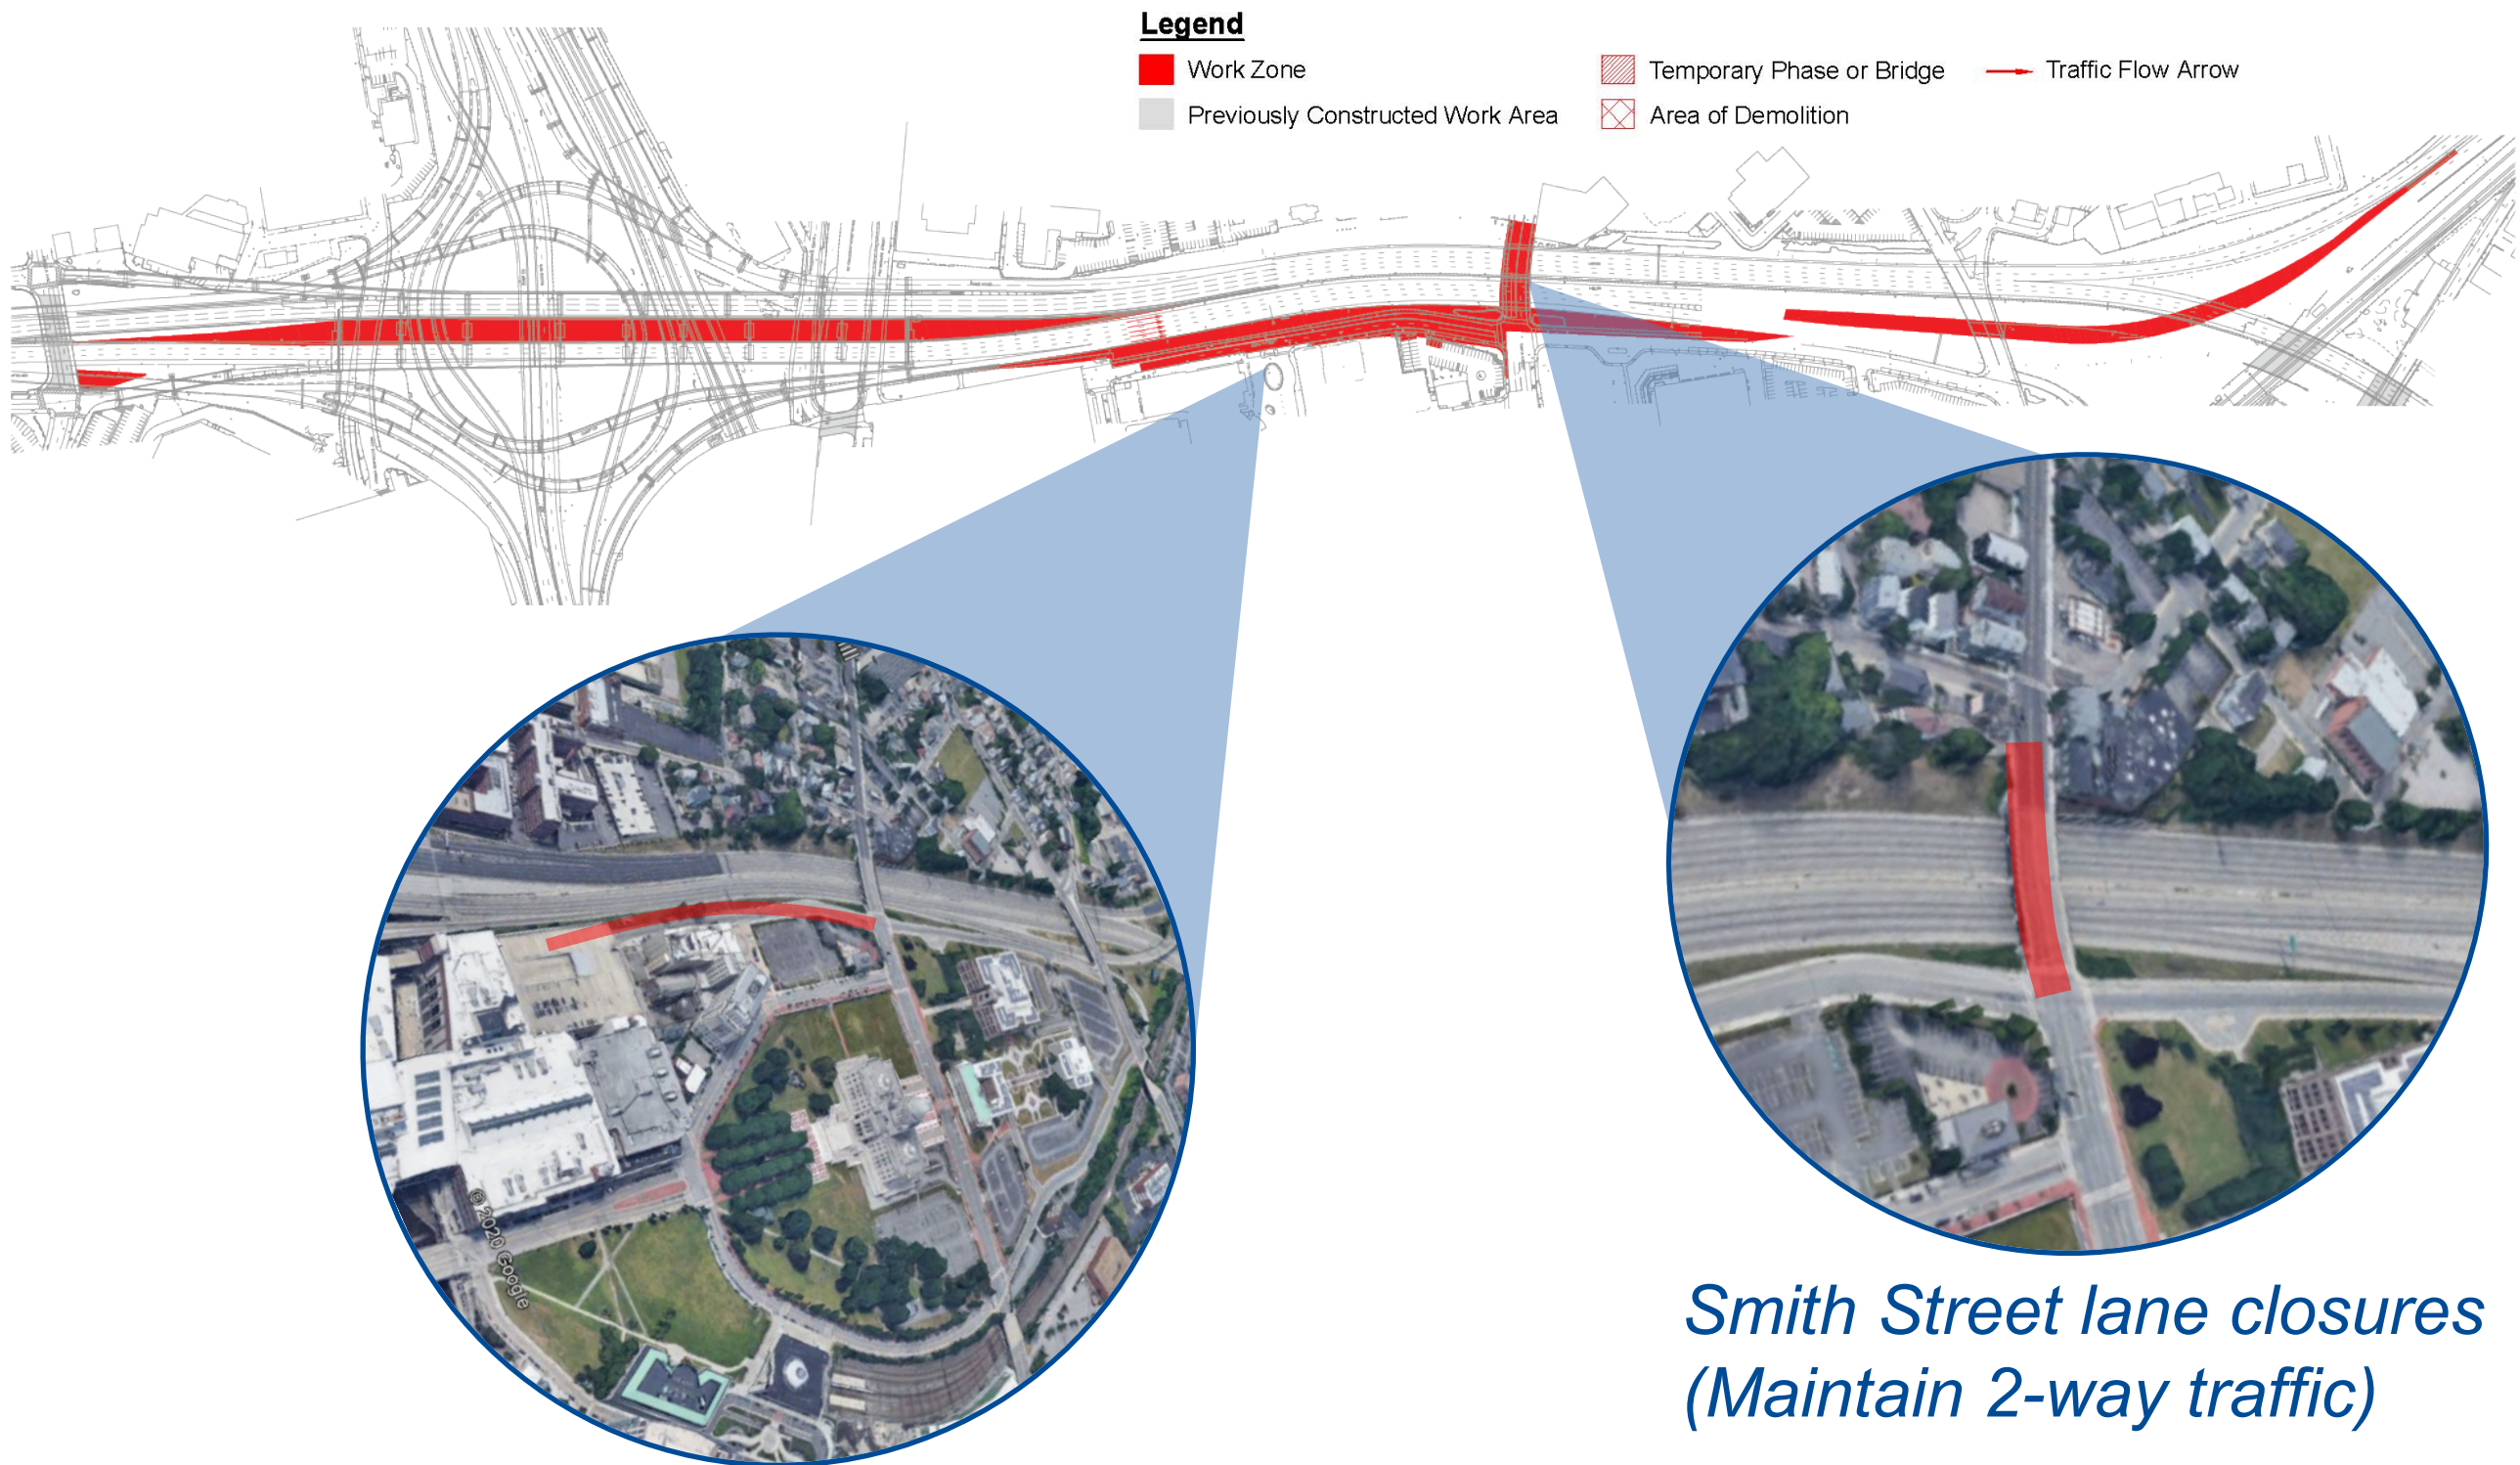 Legend
Work Zone
Previously Constructed Work Area
Temporary Phase or Bridge
Area of Demolition
Traffic Flow Arrow
© 2020 Google
Smith Street lane closures
(Maintain 2-way traffic)